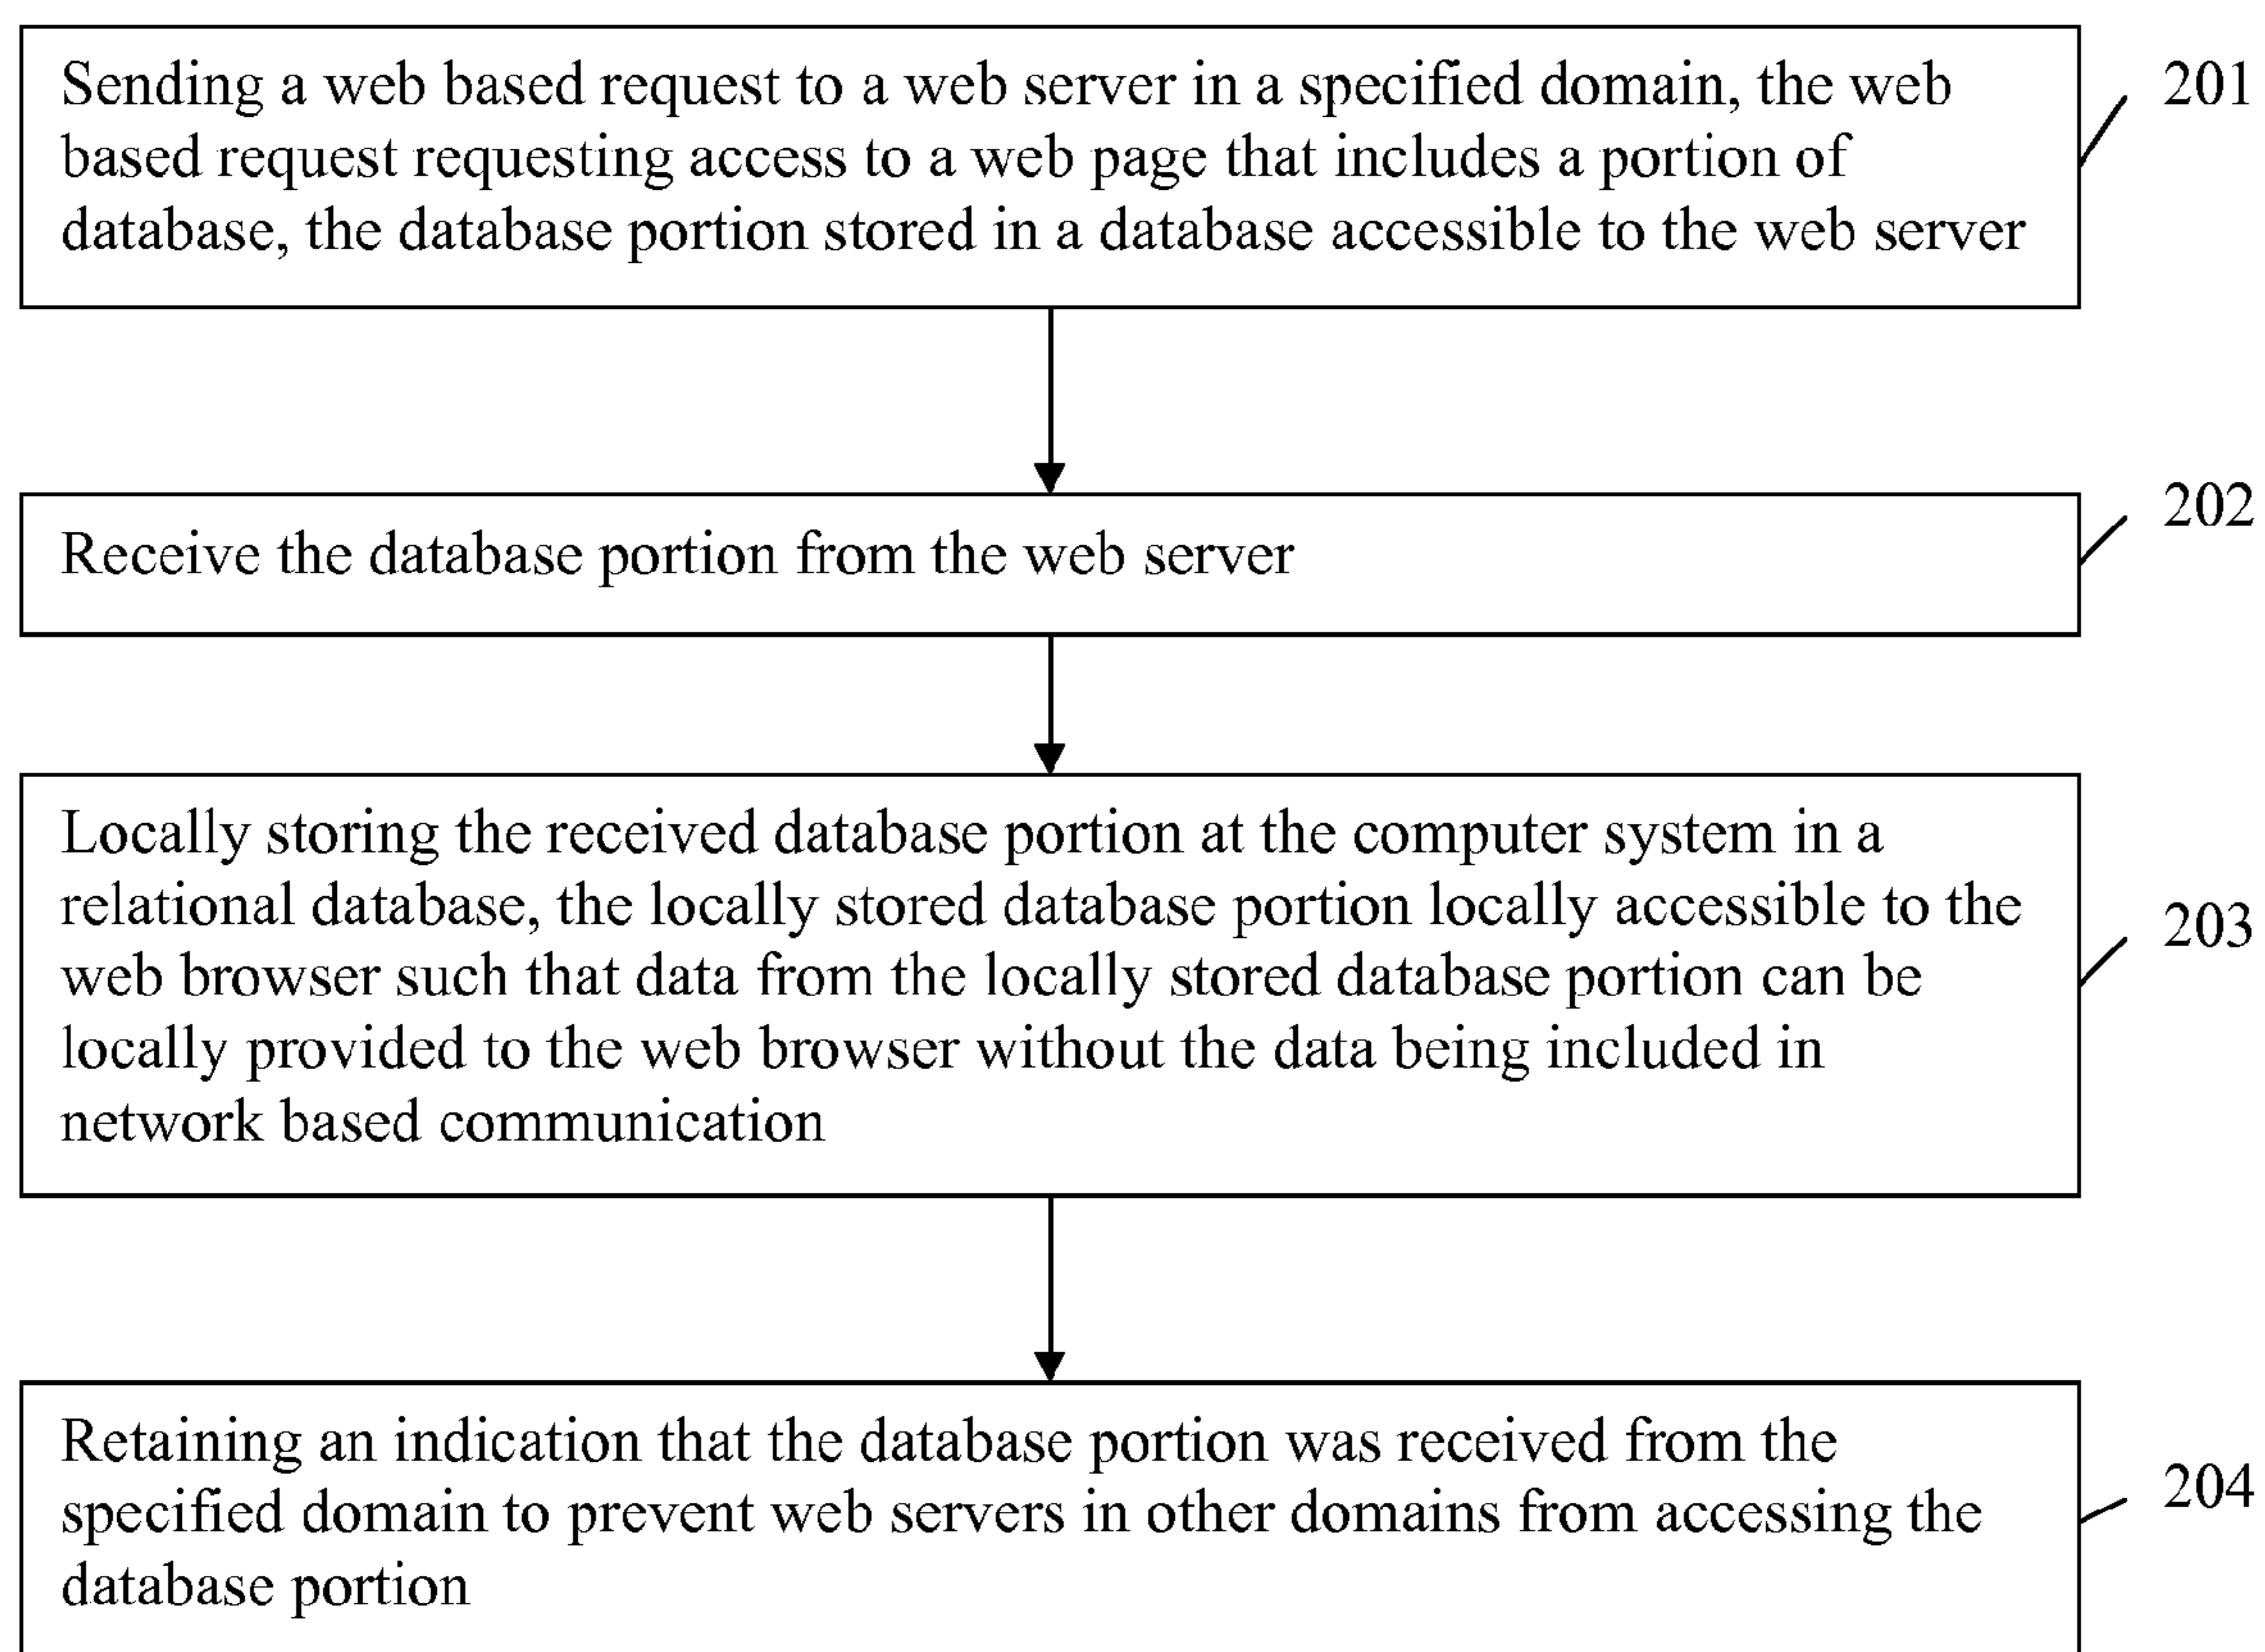 Sending a web based request to a web server in a specified domain, the web
based request requesting access to a web page that includes a portion of
database, the database portion stored in a database accessible to the web server
201
Receive the database portion from the web server
202
Locally storing the received database portion at the computer system in a
relational database, the locally stored database portion locally accessible to the
web browser such that data from the locally stored database portion can be
locally provided to the web browser without the data being included in
network based communication
203
Retaining an indication that the database portion was received from the
specified domain to prevent web servers in other domains from accessing the
database portion
204